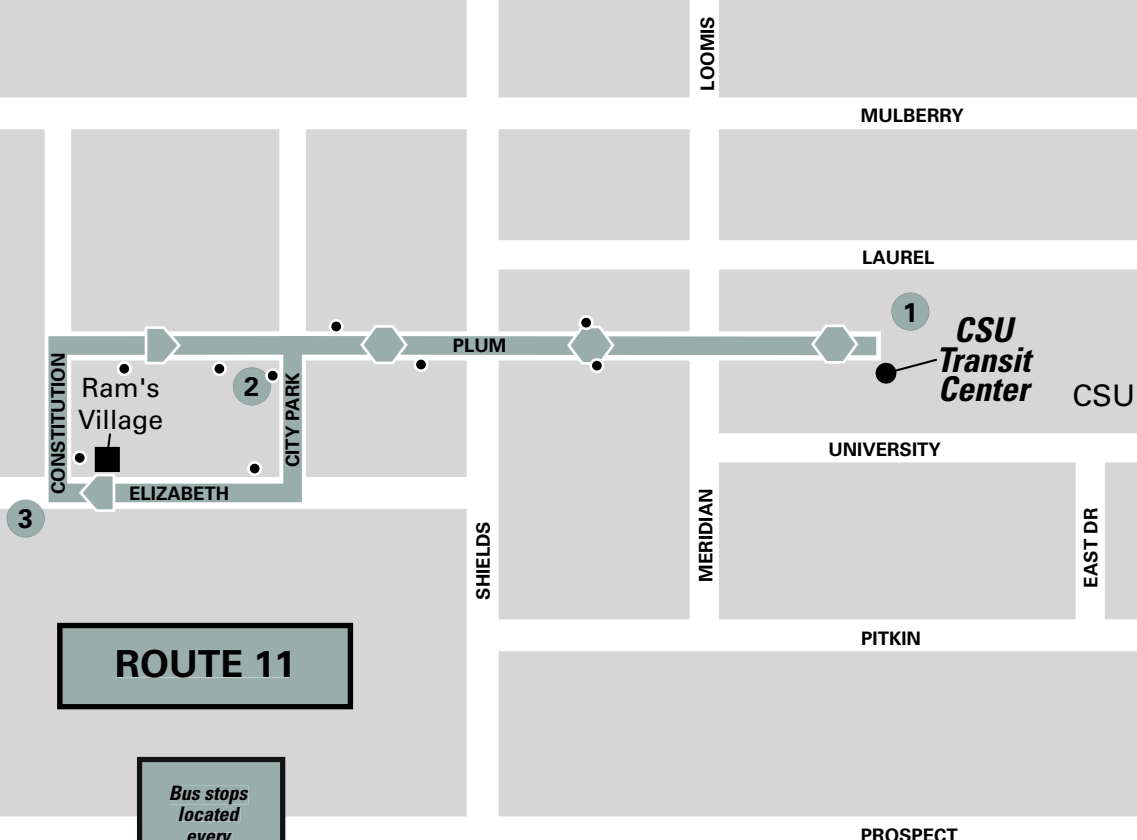 LOOMIS
MULBERRY
LAUREL
1
CSU
Transit
Center
CSU
PLUM
CONSTITUTION
Ram's
Village
2
CITY PARK
UNIVERSITY
ELIZABETH
3
SHIELDS
MERIDIAN
EAST DR
PITKIN
ROUTE 11
Bus stops
located
every
PROSPECT